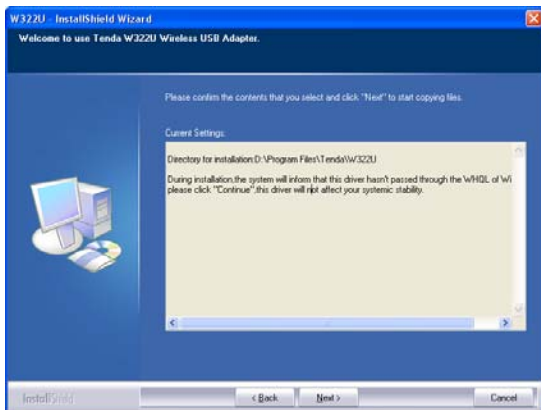 W322U - InstallShield Wizard
Welcome to use Tenda W322U Wireless USB Adapter.
Please confirm the contents that you select and click "Next" to start copying files.
Current Settings:
Directory for installation:D:\Program Files\Tenda\W322U
During installation,the system will inform that this driver hasn't passed through the WHQL of Wi
please click "Continue",this driver will not affect your systemic stability.
InstallShield
< Back
Next >
Cancel